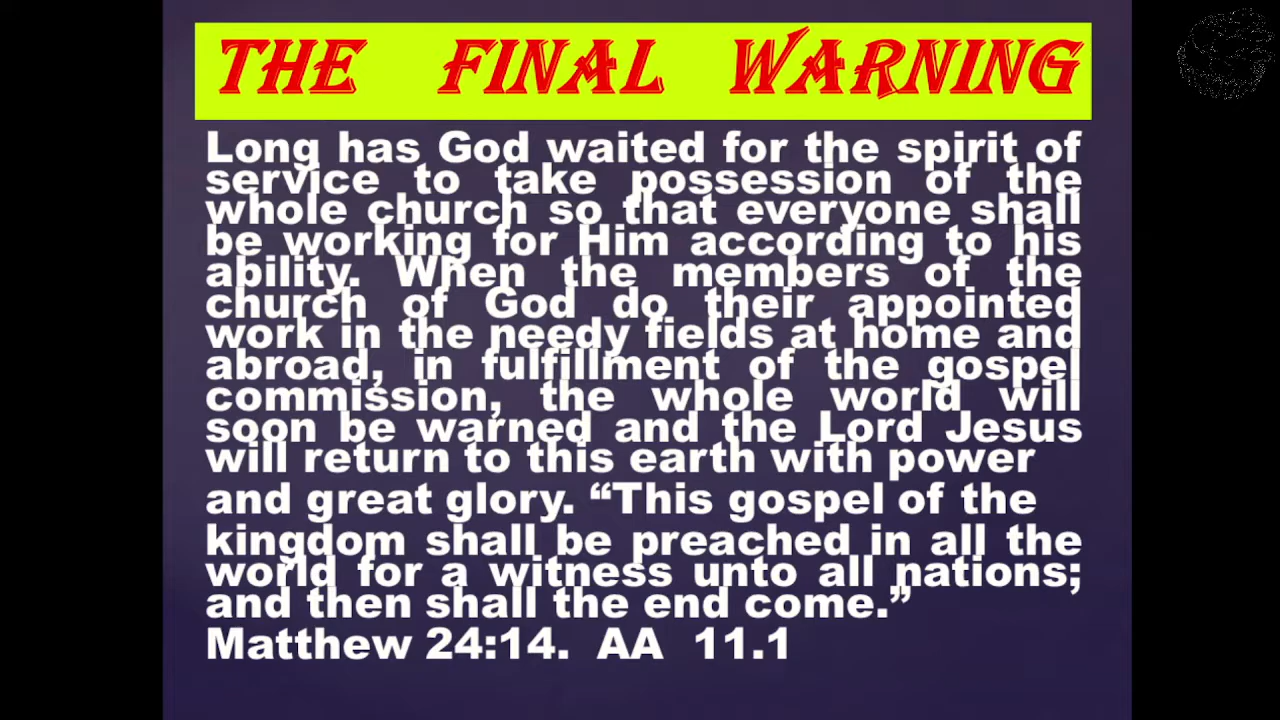 THE FINAL WARNING
Long has God waited for the spirit of
service to take possession of the
whole church so that everyone shall
be working for Him according to his
ability. When the members of the
church of God do their appointed
work in the needy fields at home and
abroad, in fulfillment of the gospel
commission, the whole world will
soon be warned and the Lord Jesus
will return to this earth with power
and great glory. “This gospel of the
kingdom shall be preached in all the
world for a witness unto all nations;
and then shall the end come.”
Matthew 24:14. AA 11.1